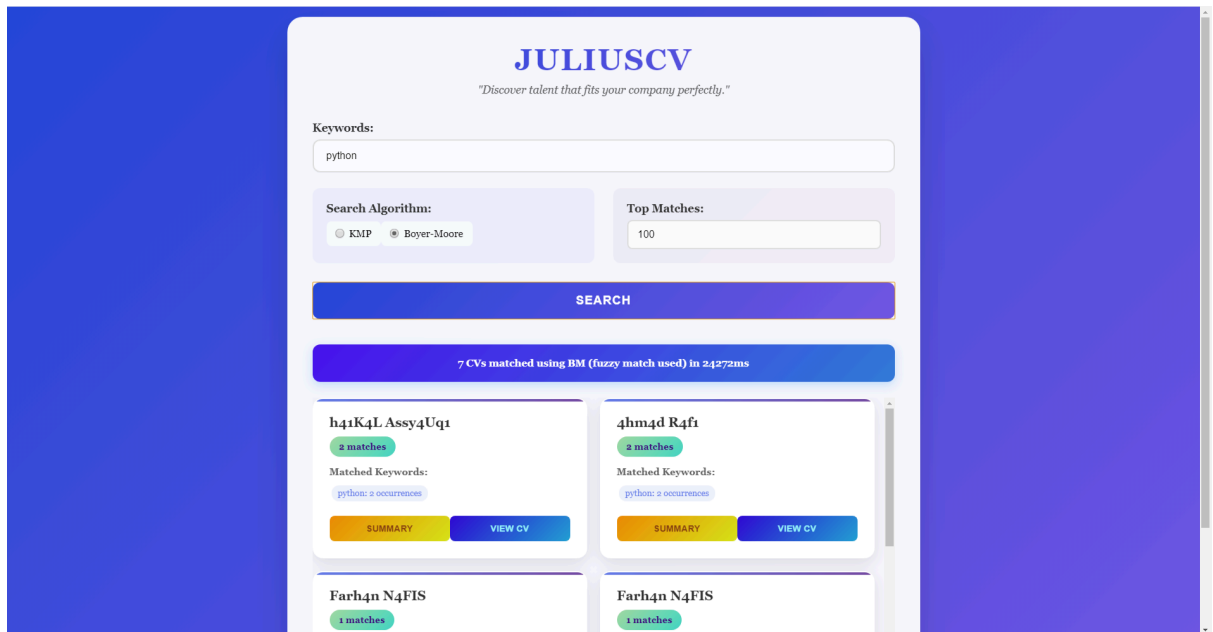 JULIUSCV
"Discover talent that fits your company perfectly."
Keywords:
python
Search Algorithm:
KMP
Boyer-Moore
Top Matches:
100
SEARCH
7 CVs matched using BM (fuzzy match used) in 24272ms
h41K4L Assy4Uq1
2 matches
Matched Keywords:
python: 2 occurrences
SUMMARY
VIEW CV
4hm4d R4f1
2 matches
Matched Keywords:
python: 2 occurrences
SUMMARY
VIEW CV
Farh4n N4FIS
1 matches
Farh4n N4FIS
1 matches